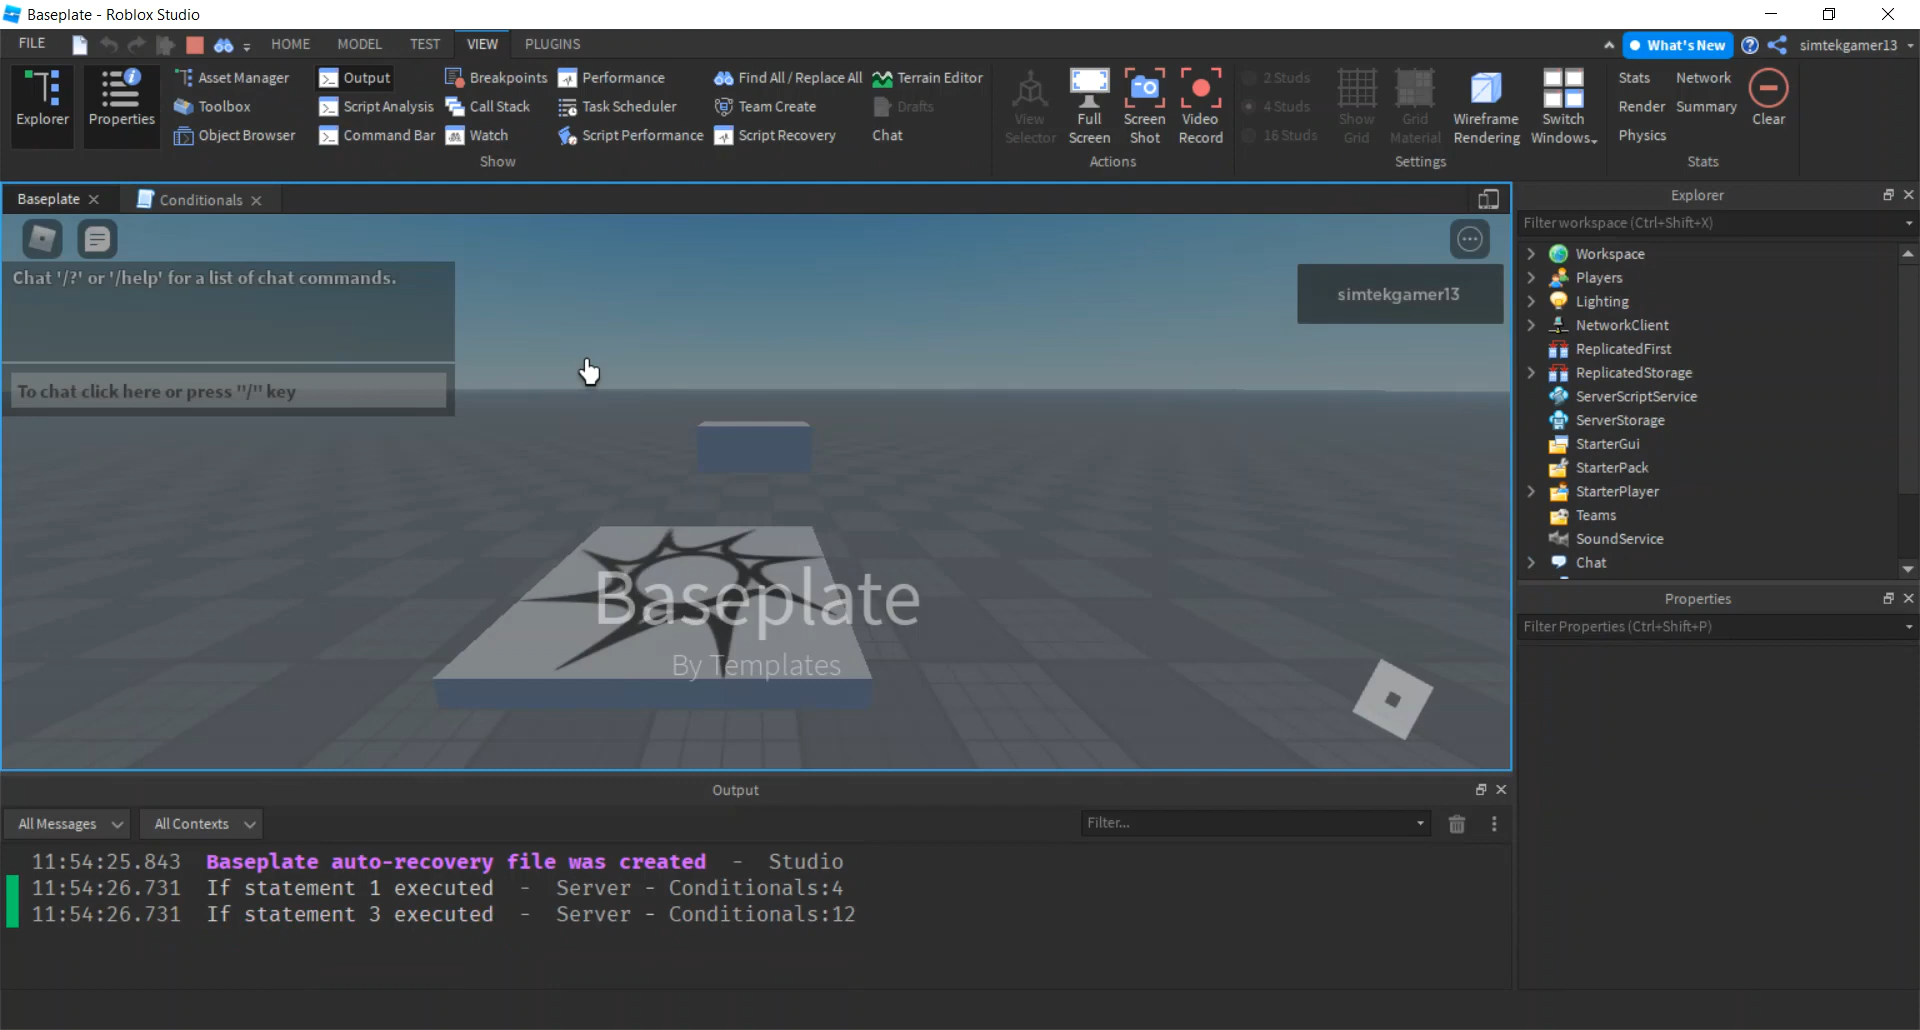 Baseplate - Roblox Studio
FILE HOME MODEL TEST VIEW PLUGINS What's New simtekgamer13
Explorer
Properties
Asset Manager
Toolbox
Object Browser
Output
Script Analysis
Command Bar
Breakpoints
Call Stack
Watch
Performance
Task Scheduler
Script Performance
Find All / Replace All
Team Create
Script Recovery
Terrain Editor
Drafts
Chat
Show
View
Selector
Full
Screen
Screen
Shot
Video
Record
Actions
2 Studs
4 Studs
16 Studs
Show
Grid
Grid
Material
Wireframe
Rendering
Switch
Windows
Settings
Stats Network
Render Summary
Physics
Clear
Stats
Baseplate
Conditionals
Chat '/?' or '/help' for a list of chat commands.
To chat click here or press "/" key
simtekgamer13
Baseplate
By Templates
Explorer
Filter workspace (Ctrl+Shift+X)
Workspace
Players
Lighting
NetworkClient
ReplicatedFirst
ReplicatedStorage
ServerScriptService
ServerStorage
StarterGui
StarterPack
StarterPlayer
Teams
SoundService
Chat
Properties
Filter Properties (Ctrl+Shift+P)
Output
All Messages All Contexts Filter...
11:54:25.843 Baseplate auto-recovery file was created - Studio
11:54:26.731 If statement 1 executed - Server - Conditionals:4
11:54:26.731 If statement 3 executed - Server - Conditionals:12